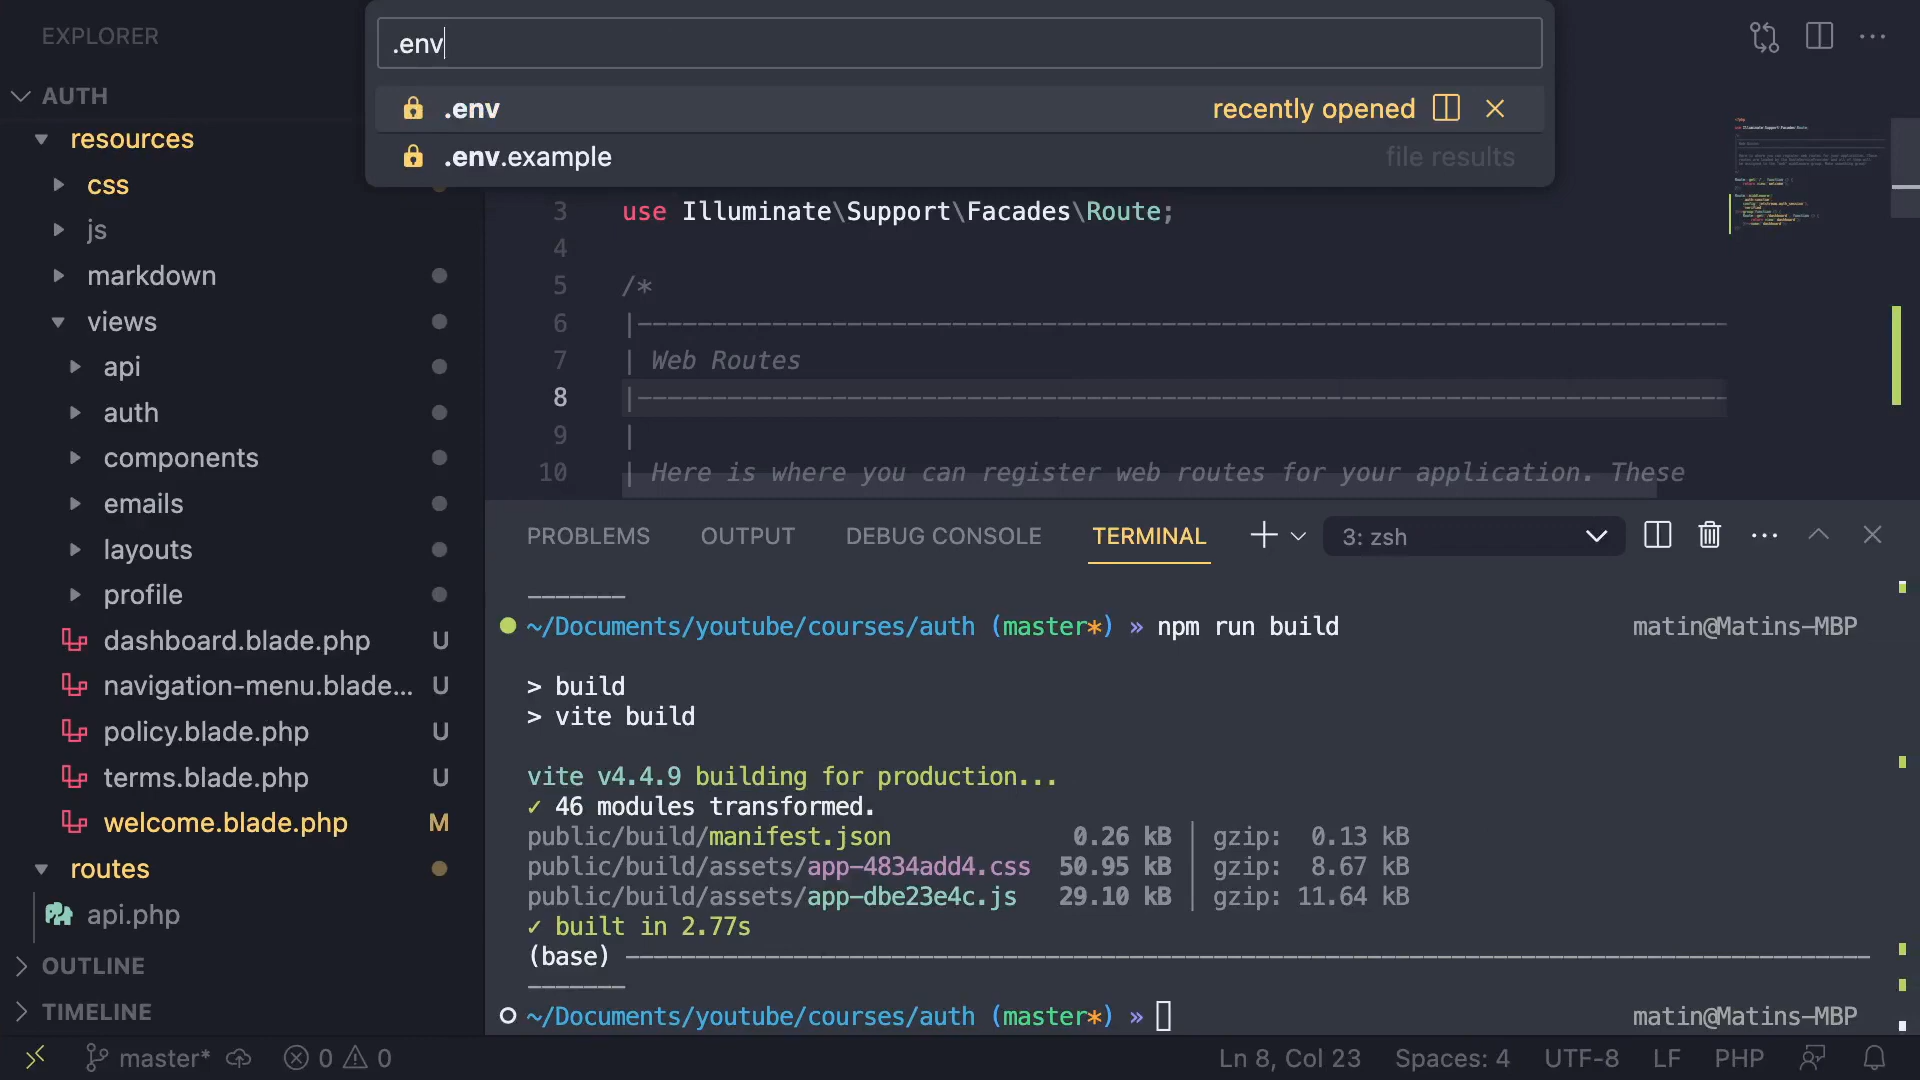 EXPLORER
.env
.env recently opened
.env.example file results
AUTH
resources
css
js
markdown
views
api
auth
components
emails
layouts
profile
dashboard.blade.php U
navigation-menu.blade... U
policy.blade.php U
terms.blade.php U
welcome.blade.php M
routes
api.php
OUTLINE
TIMELINE
3 use Illuminate\Support\Facades\Route;
4
5 /*
6 |--------------------------------------------------------------------------
7 | Web Routes
8 |--------------------------------------------------------------------------
9 |
10 | Here is where you can register web routes for your application. These
PROBLEMS OUTPUT DEBUG CONSOLE TERMINAL 3: zsh
~/Documents/youtube/courses/auth (master*) » npm run build matin@Matins-MBP
> build
> vite build
vite v4.4.9 building for production...
✓ 46 modules transformed.
public/build/manifest.json 0.26 kB │ gzip: 0.13 kB
public/build/assets/app-4834add4.css 50.95 kB │ gzip: 8.67 kB
public/build/assets/app-dbe23e4c.js 29.10 kB │ gzip: 11.64 kB
✓ built in 2.77s
(base)
~/Documents/youtube/courses/auth (master*) » matin@Matins-MBP
master* 0 0 Ln 8, Col 23 Spaces: 4 UTF-8 LF PHP